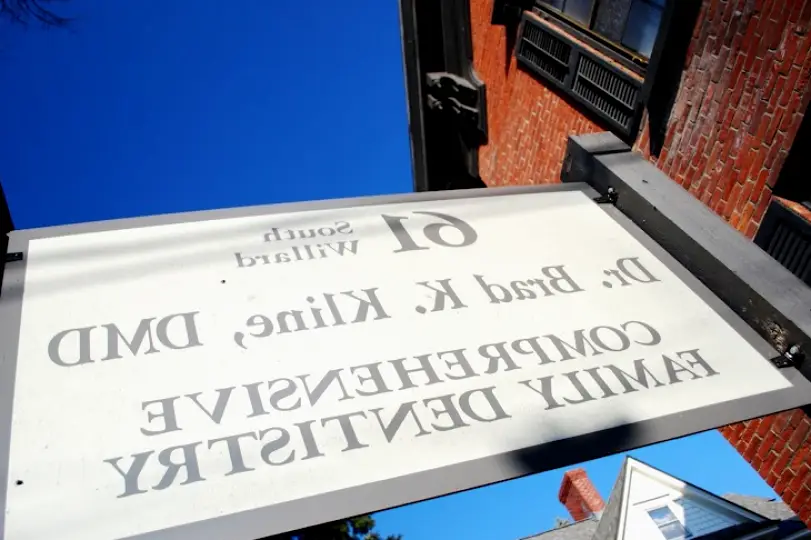 61 South
Willard
Dr. Brad K. Kline, DMD
COMPREHENSIVE
FAMILY DENTISTRY